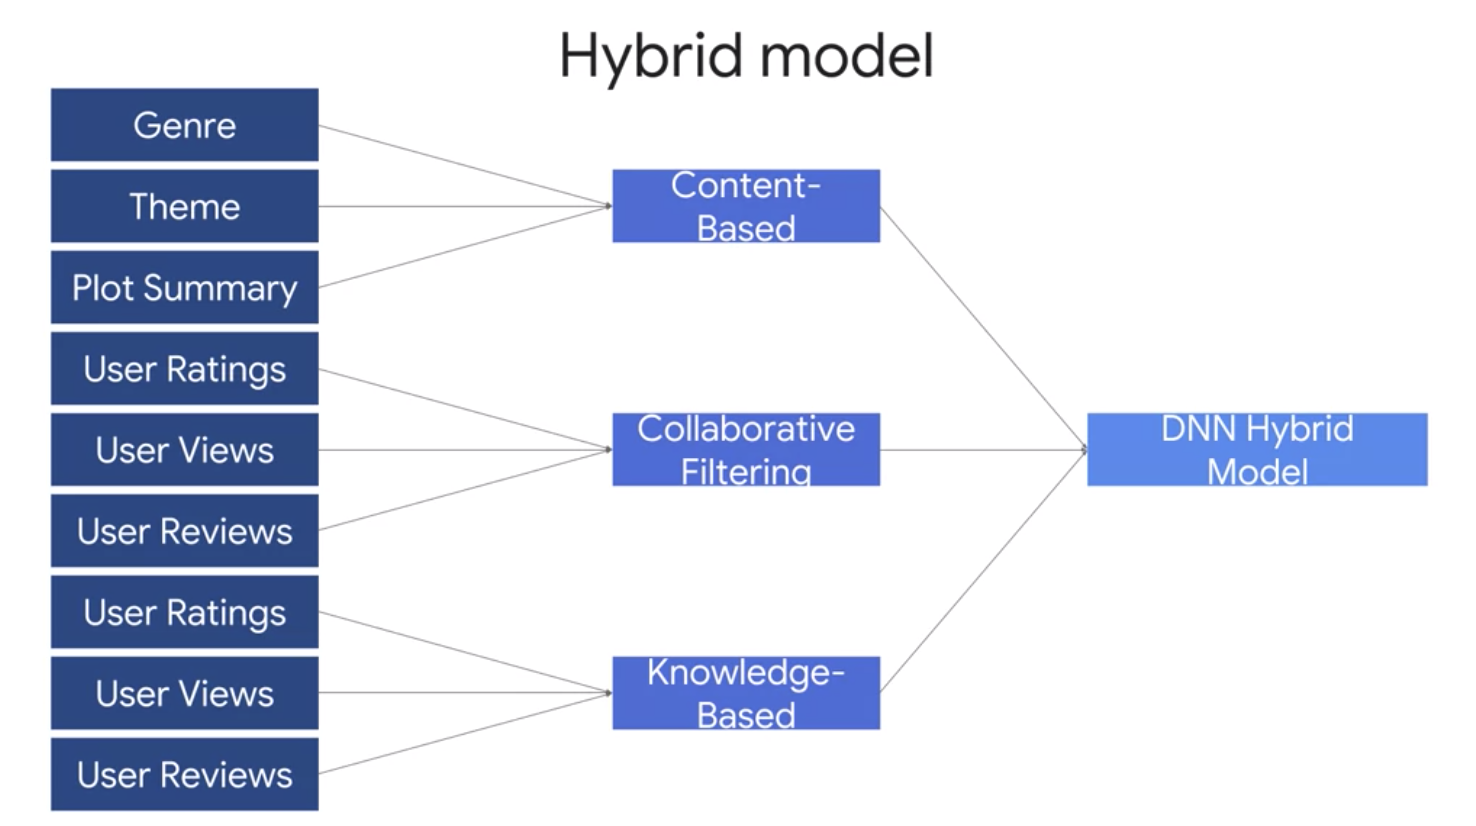 Hybrid model
Genre
Theme
Plot Summary
User Ratings
User Views
User Reviews
User Ratings
User Views
User Reviews
Content-
Based
Collaborative
Filtering
Knowledge-
Based
DNN Hybrid
Model